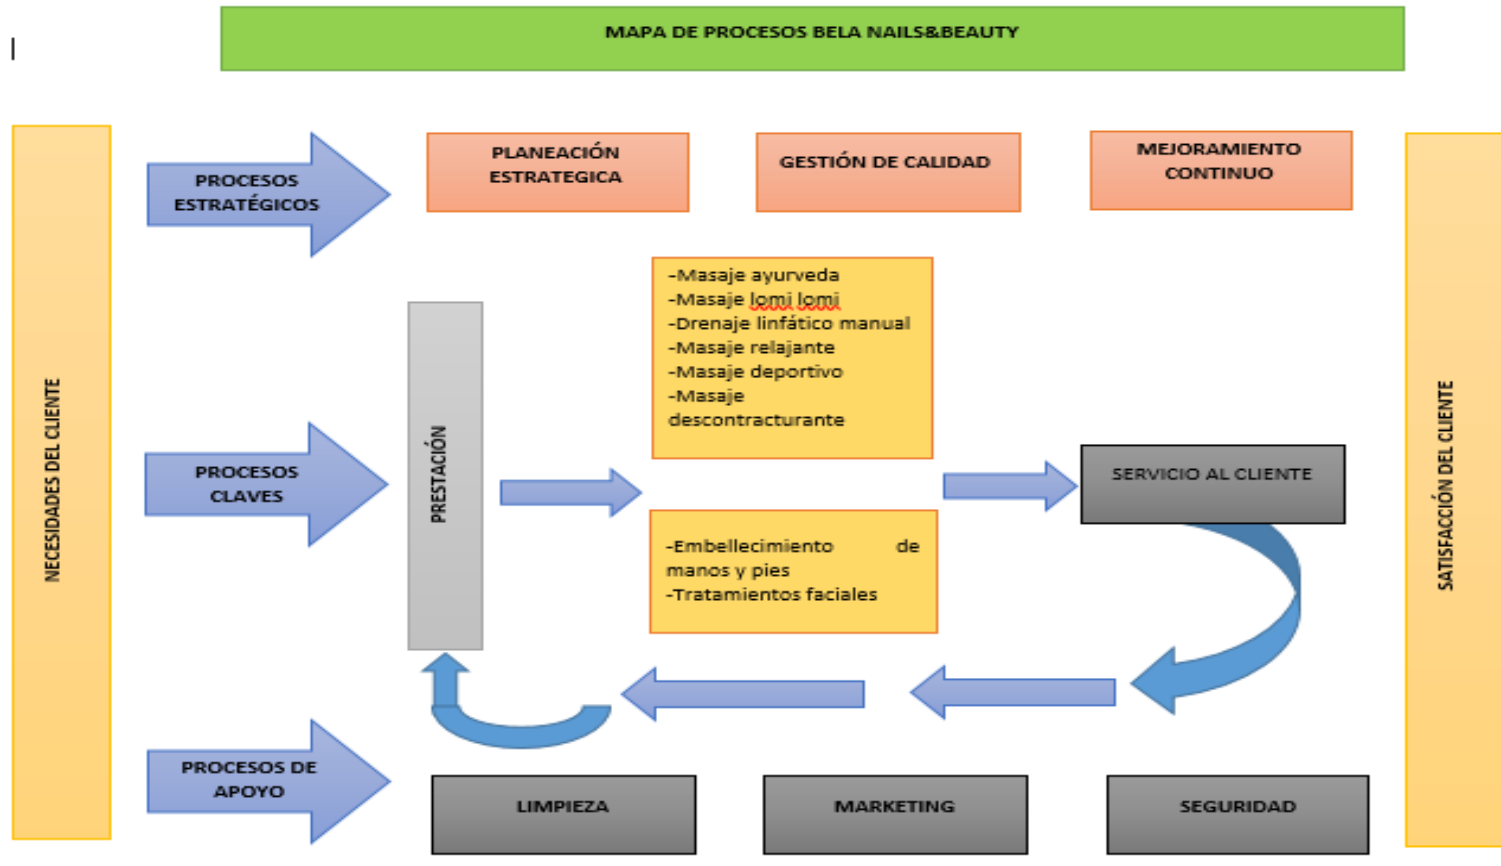 MAPA DE PROCESOS BELA NAILS&BEAUTY
NECESIDADES DEL CLIENTE
PROCESOS
ESTRATÉGICOS
PLANEACIÓN
ESTRATEGICA
GESTIÓN DE CALIDAD
MEJORAMIENTO
CONTINUO
PROCESOS
CLAVES
PRESTACIÓN
-Masaje ayurveda
-Masaje lomi lomi
-Drenaje linfático manual
-Masaje relajante
-Masaje deportivo
-Masaje
descontracturante
-Embellecimiento de
manos y pies
-Tratamientos faciales
SERVICIO AL CLIENTE
PROCESOS DE
APOYO
LIMPIEZA
MARKETING
SEGURIDAD
SATISFACCIÓN DEL CLIENTE